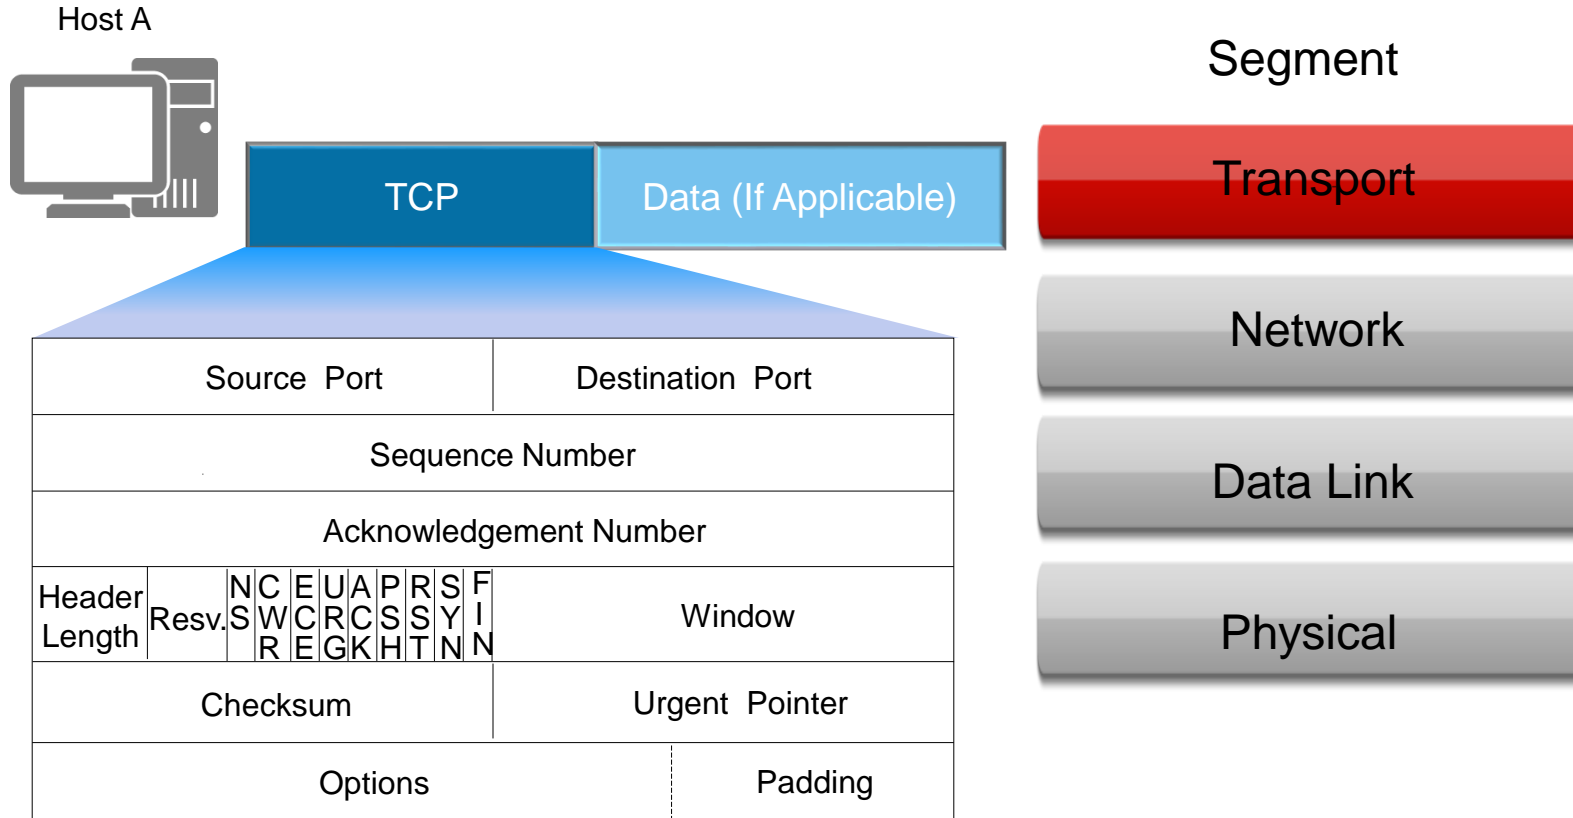 Host A
Segment
TCP
Data (If Applicable)
Transport
Network
Data Link
Physical
Source Port
Destination Port
Sequence Number
Acknowledgement Number
Header
Length
Resv.
NS
CWR
ECE
URG
ACK
PSH
RST
SYN
FIN
Window
Checksum
Urgent Pointer
Options
Padding